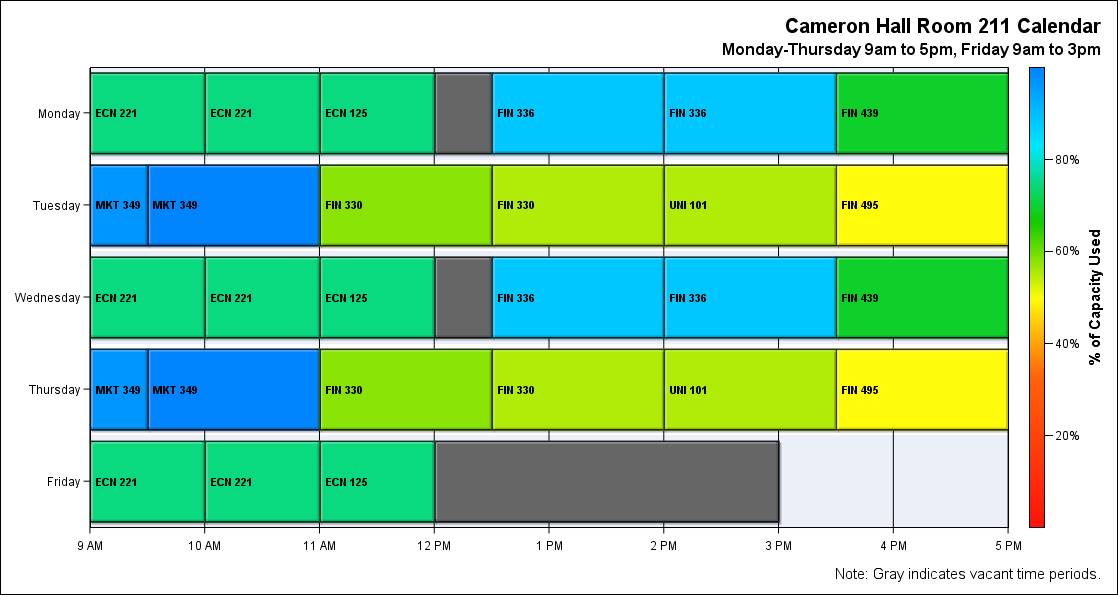 Cameron Hall Room 211 Calendar
Monday-Thursday 9am to 5pm, Friday 9am to 3pm
Monday
ECN 221
ECN 221
ECN 125
FIN 336
FIN 336
FIN 439
Tuesday
MKT 349
MKT 349
FIN 330
FIN 330
UNI 101
FIN 495
Wednesday
ECN 221
ECN 221
ECN 125
FIN 336
FIN 336
FIN 439
Thursday
MKT 349
MKT 349
FIN 330
FIN 330
UNI 101
FIN 495
Friday
ECN 221
ECN 221
ECN 125
9 AM
10 AM
11 AM
12 PM
1 PM
2 PM
3 PM
4 PM
5 PM
80%
60%
40%
20%
% of Capacity Used
Note: Gray indicates vacant time periods.